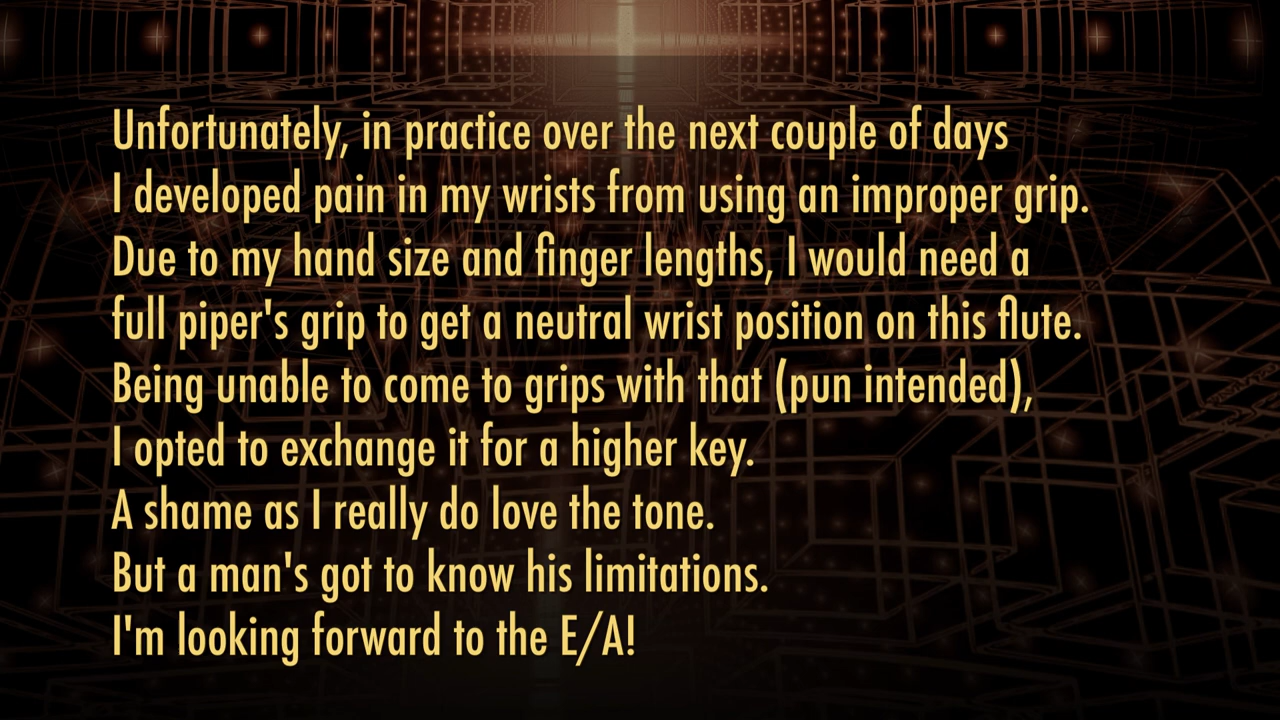 Unfortunately, in practice over the next couple of days
I developed pain in my wrists from using an improper grip.
Due to my hand size and finger lengths, I would need a
full piper's grip to get a neutral wrist position on this flute.
Being unable to come to grips with that (pun intended),
I opted to exchange it for a higher key.
A shame as I really do love the tone.
But a man's got to know his limitations.
I'm looking forward to the E/A!